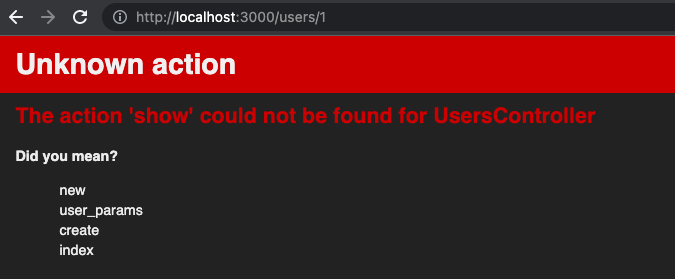 http://localhost:3000/users/1
Unknown action
The action 'show' could not be found for UsersController
Did you mean?
new
user_params
create
index